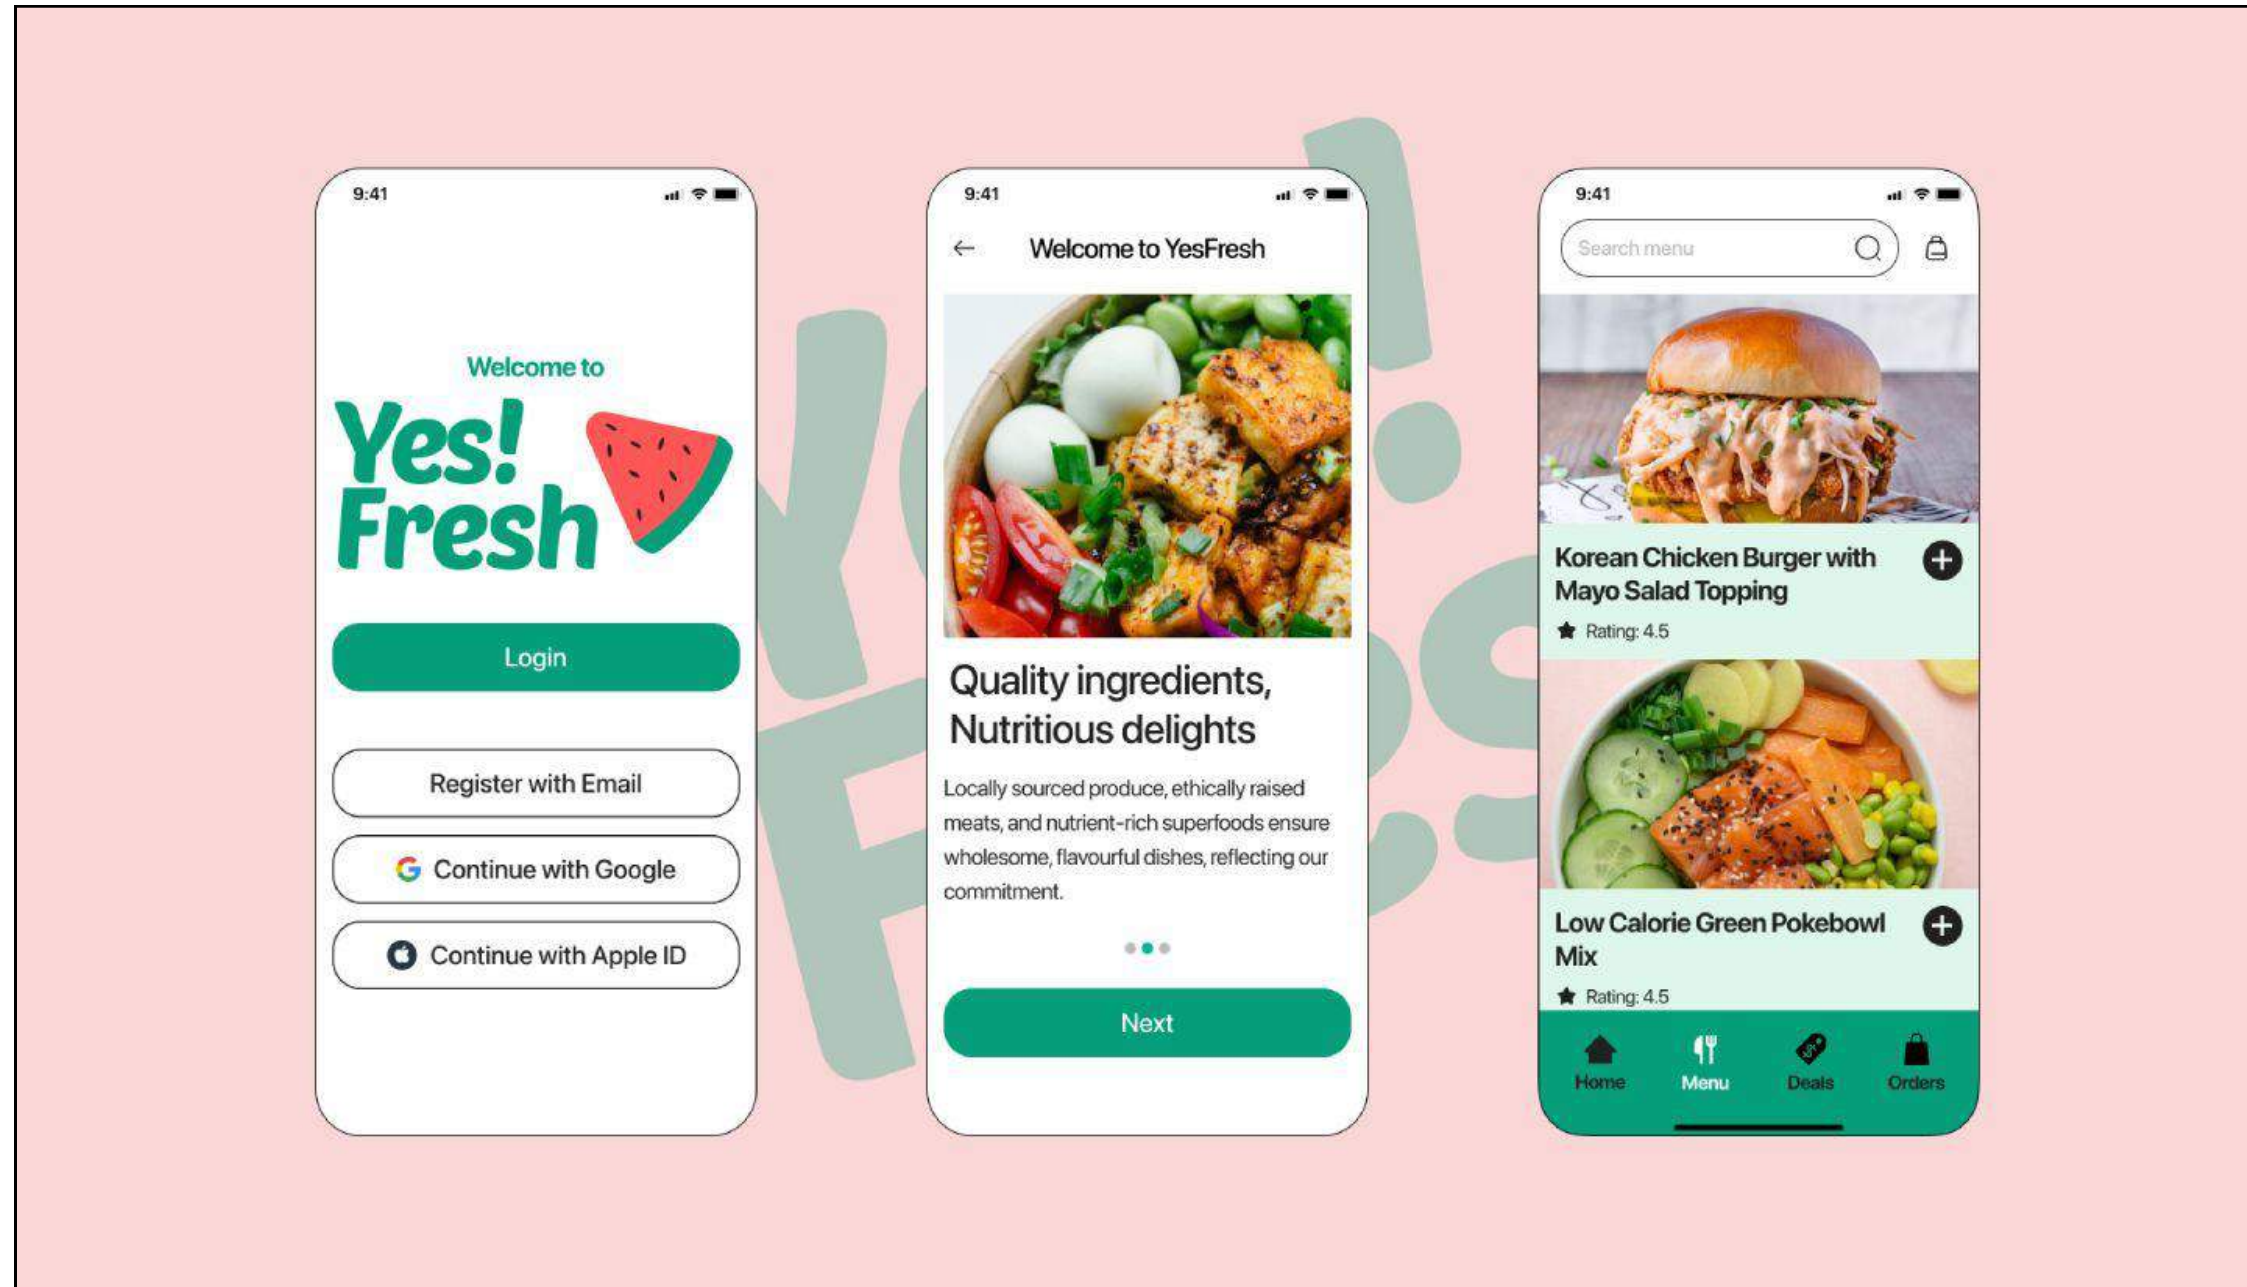 9:41
Welcome to
Yes!
Fresh
Login
Register with Email
Continue with Google
Continue with Apple ID
9:41
Welcome to YesFresh
Quality ingredients,
Nutritious delights
Locally sourced produce, ethically raised
meats, and nutrient-rich superfoods ensure
wholesome, flavourful dishes, reflecting our
commitment.
Next
9:41
Search menu
Korean Chicken Burger with
Mayo Salad Topping
Rating: 4.5
Low Calorie Green Pokebowl
Mix
Rating: 4.5
Home
Menu
Deals
Orders